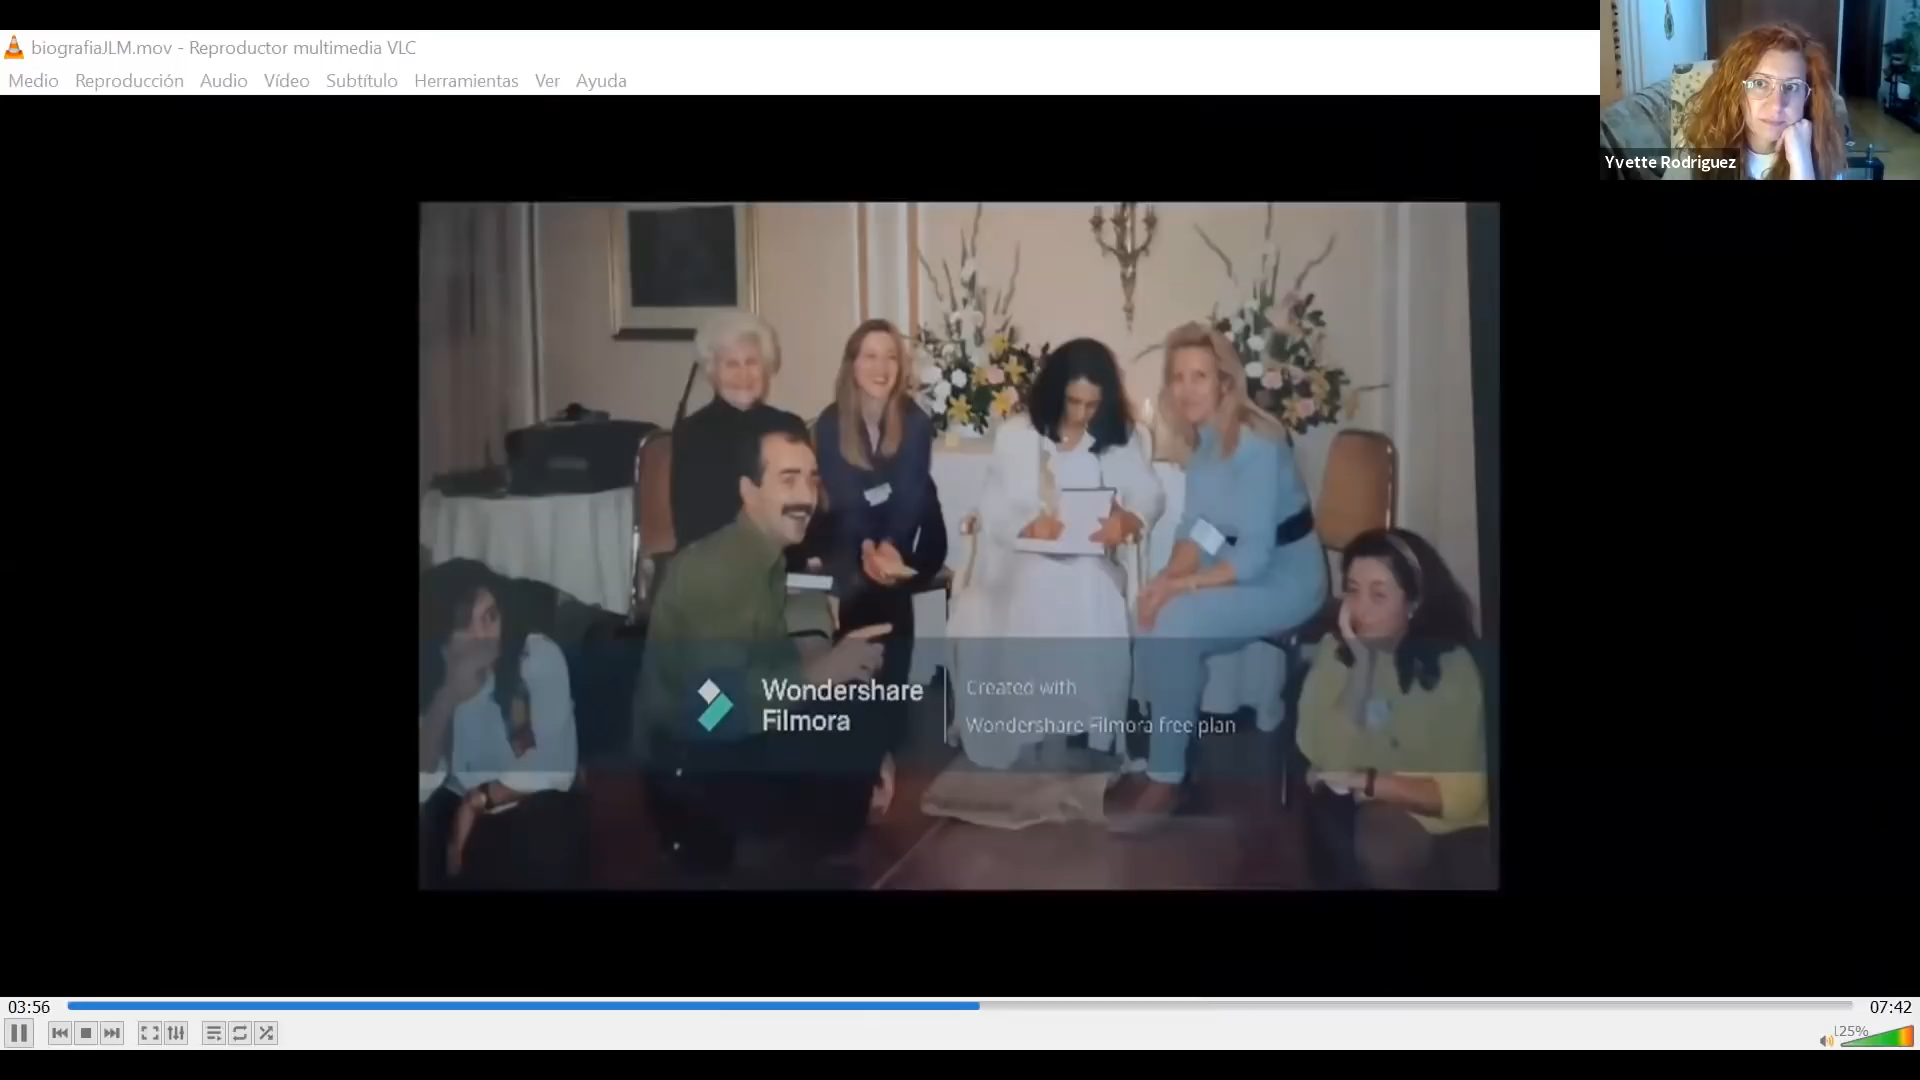 biografiaJLM.mov - Reproductor multimedia VLC
Medio Reproducción Audio Vídeo Subtítulo Herramientas Ver Ayuda
Yvette Rodriguez
Wondershare
Filmora
Created with
Wondershare Filmora free plan
03:56
07:42
125%